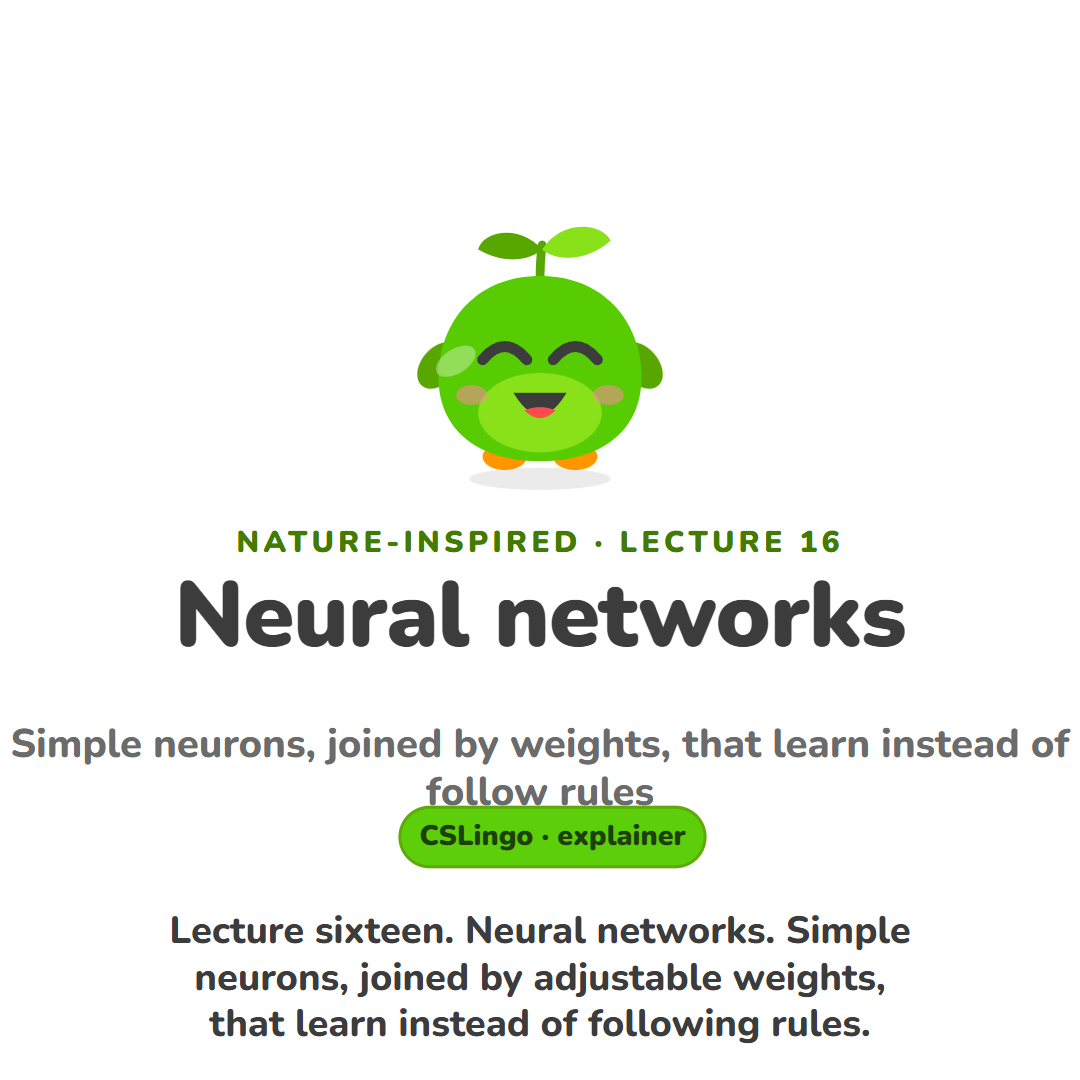 NATURE-INSPIRED · LECTURE 16
Neural networks
Simple neurons, joined by weights, that learn instead of
follow rules
CSLingo · explainer
Lecture sixteen. Neural networks. Simple
neurons, joined by adjustable weights,
that learn instead of following rules.